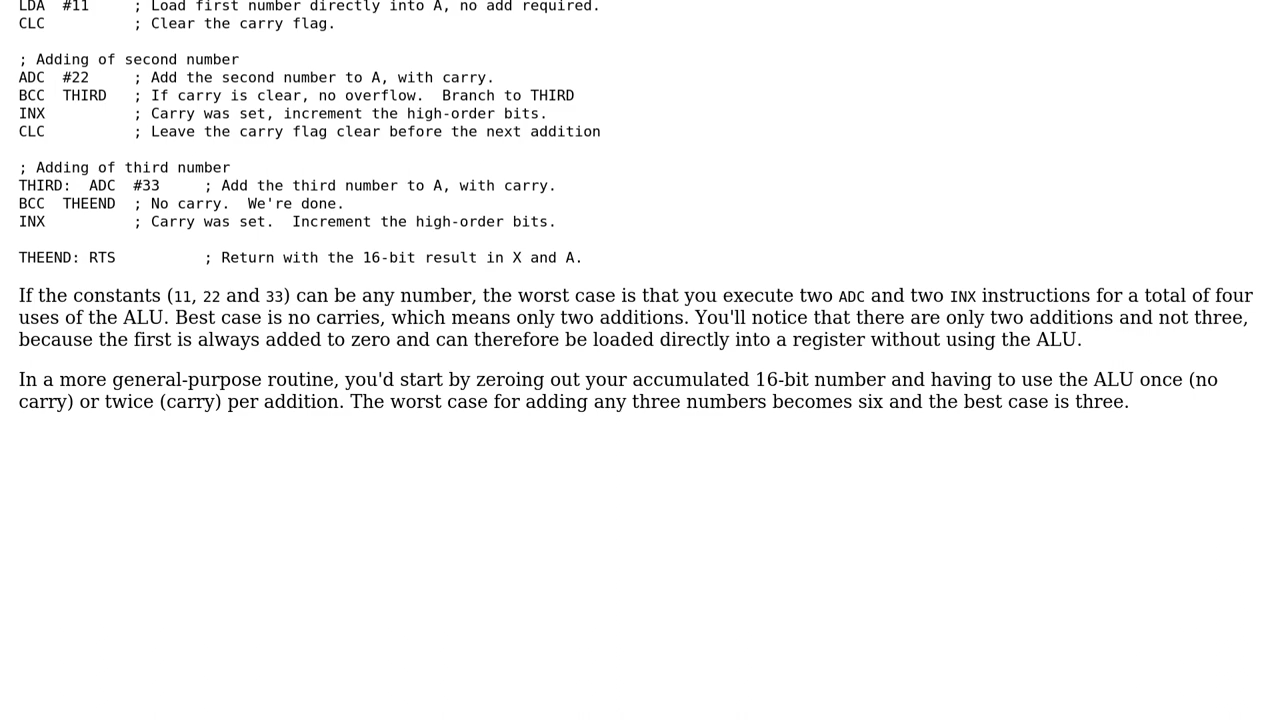 LDA  #11     ; Load first number directly into A, no add required.
CLC          ; Clear the carry flag.
; Adding of second number
ADC  #22     ; Add the second number to A, with carry.
BCC  THIRD   ; If carry is clear, no overflow.  Branch to THIRD
INX          ; Carry was set, increment the high-order bits.
CLC          ; Leave the carry flag clear before the next addition
; Adding of third number
THIRD:  ADC  #33     ; Add the third number to A, with carry.
BCC  THEEND  ; No carry.  We're done.
INX          ; Carry was set.  Increment the high-order bits.
THEEND: RTS          ; Return with the 16-bit result in X and A.
If the constants (11, 22 and 33) can be any number, the worst case is that you execute two ADC and two INX instructions for a total of four
uses of the ALU. Best case is no carries, which means only two additions. You'll notice that there are only two additions and not three,
because the first is always added to zero and can therefore be loaded directly into a register without using the ALU.
In a more general-purpose routine, you'd start by zeroing out your accumulated 16-bit number and having to use the ALU once (no
carry) or twice (carry) per addition. The worst case for adding any three numbers becomes six and the best case is three.